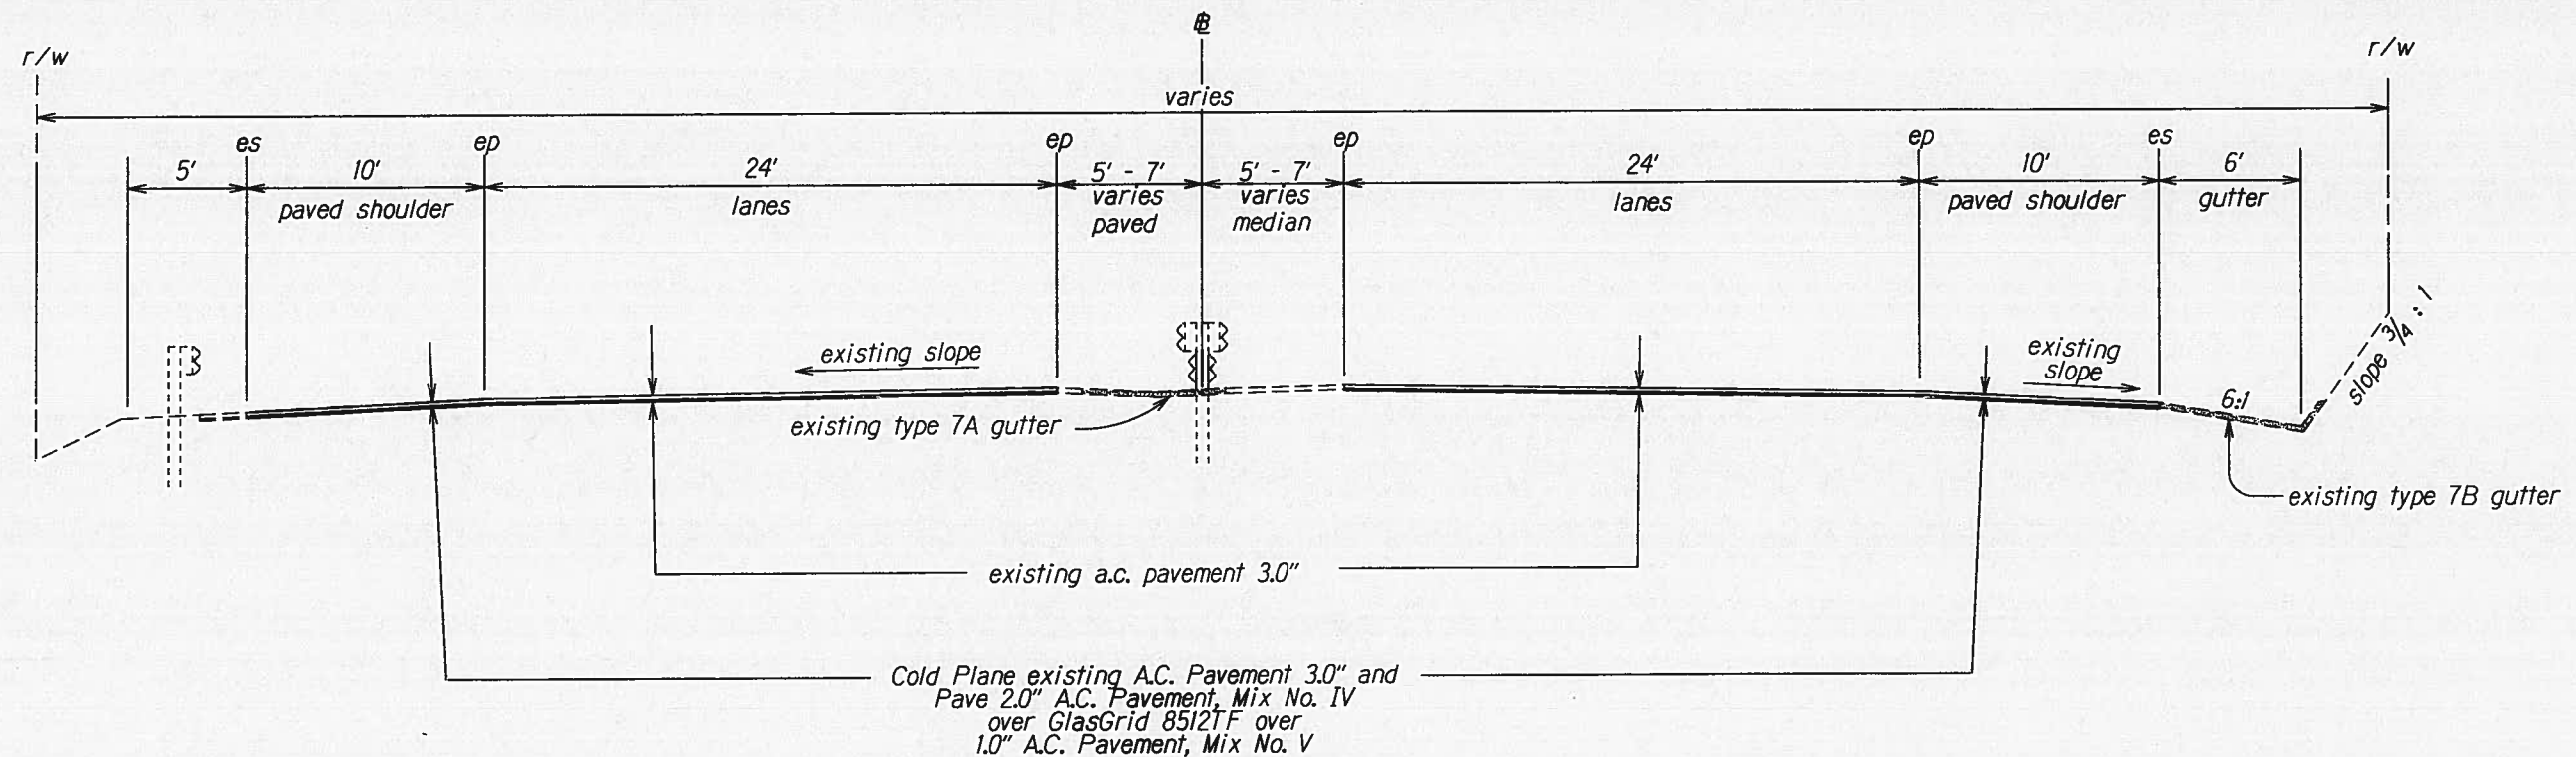 ℄
r/w
r/w
varies
es
ep
ep
ep
ep
es
5'
10'
24'
5' - 7'
5' - 7'
24'
10'
6'
paved shoulder
lanes
varies
paved
varies
median
lanes
paved shoulder
gutter
slope 3/4 : 1
existing slope
existing
slope
6:1
existing type 7A gutter
existing type 7B gutter
existing a.c. pavement 3.0"
Cold Plane existing A.C. Pavement 3.0" and
Pave 2.0" A.C. Pavement, Mix No. IV
over GlasGrid 8512TF over
1.0" A.C. Pavement, Mix No. V